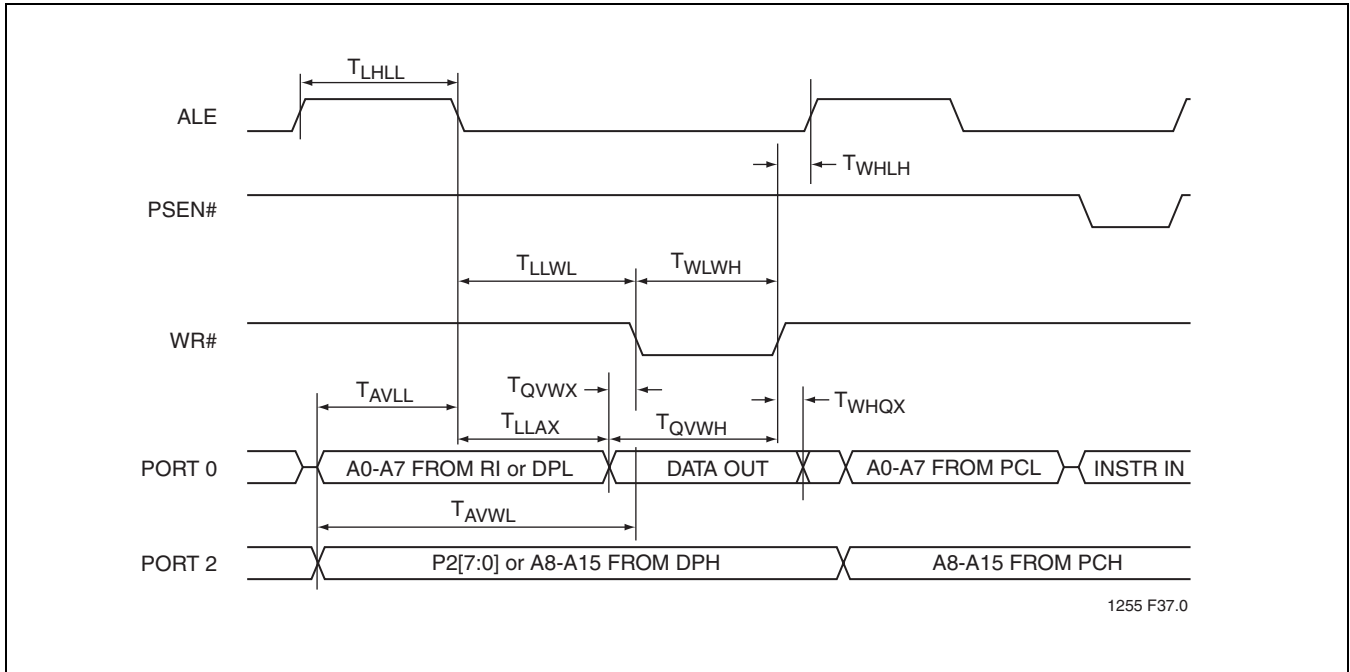 TLHLL
ALE
TWHLH
PSEN#
TLLWL
TWLWH
WR#
TAVLL
TQVWX
TWHQX
TLLAX
TQVWH
PORT 0
A0-A7 FROM RI or DPL
DATA OUT
A0-A7 FROM PCL
INSTR IN
TAVWL
PORT 2
P2[7:0] or A8-A15 FROM DPH
A8-A15 FROM PCH
1255 F37.0